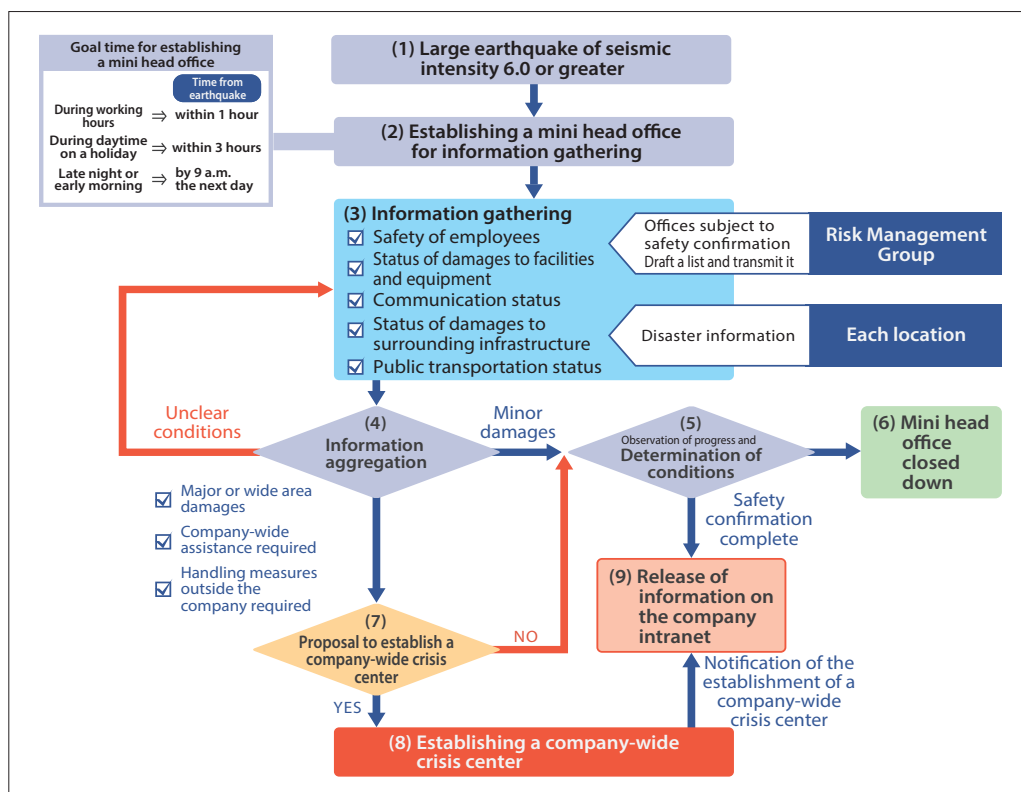 Goal time for establishing
a mini head office
Time from
earthquake
During working
hours
⇒ within 1 hour
During daytime
on a holiday
⇒ within 3 hours
Late night or
early morning
⇒ by 9 a.m.
the next day
(1) Large earthquake of seismic
intensity 6.0 or greater
(2) Establishing a mini head office
for information gathering
(3) Information gathering
Safety of employees
Status of damages to facilities
and equipment
Communication status
Status of damages to
surrounding infrastructure
Public transportation status
Offices subject to
safety confirmation
Draft a list and transmit it
Risk Management
Group
Disaster information
Each location
Unclear
conditions
(4)
Information
aggregation
Minor
damages
(5)
Observation of progress and
Determination of
conditions
(6) Mini head
office
closed
down
Major or wide area
damages
Company-wide
assistance required
Handling measures
outside the
company required
Safety
confirmation
complete
(9) Release of
information on
the company
intranet
(7)
Proposal to establish a
company-wide crisis
center
NO
YES
Notification of the
establishment of a
company-wide
crisis center
(8) Establishing a company-wide
crisis center